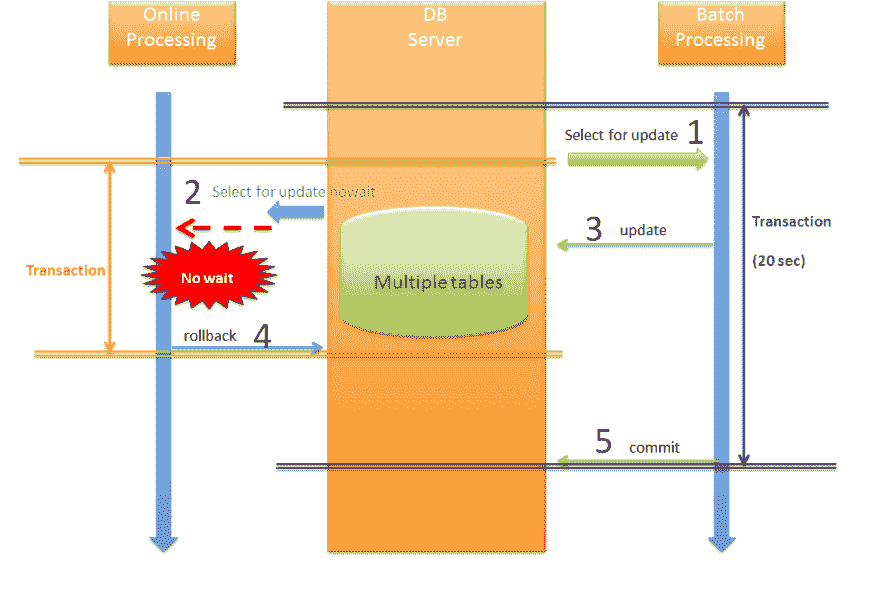 Online
Processing
DB
Server
Batch
Processing
Select for update 1
2 Select for update nowait
3 update
Transaction
(20 sec)
Transaction
No wait
Multiple tables
rollback 4
5 commit